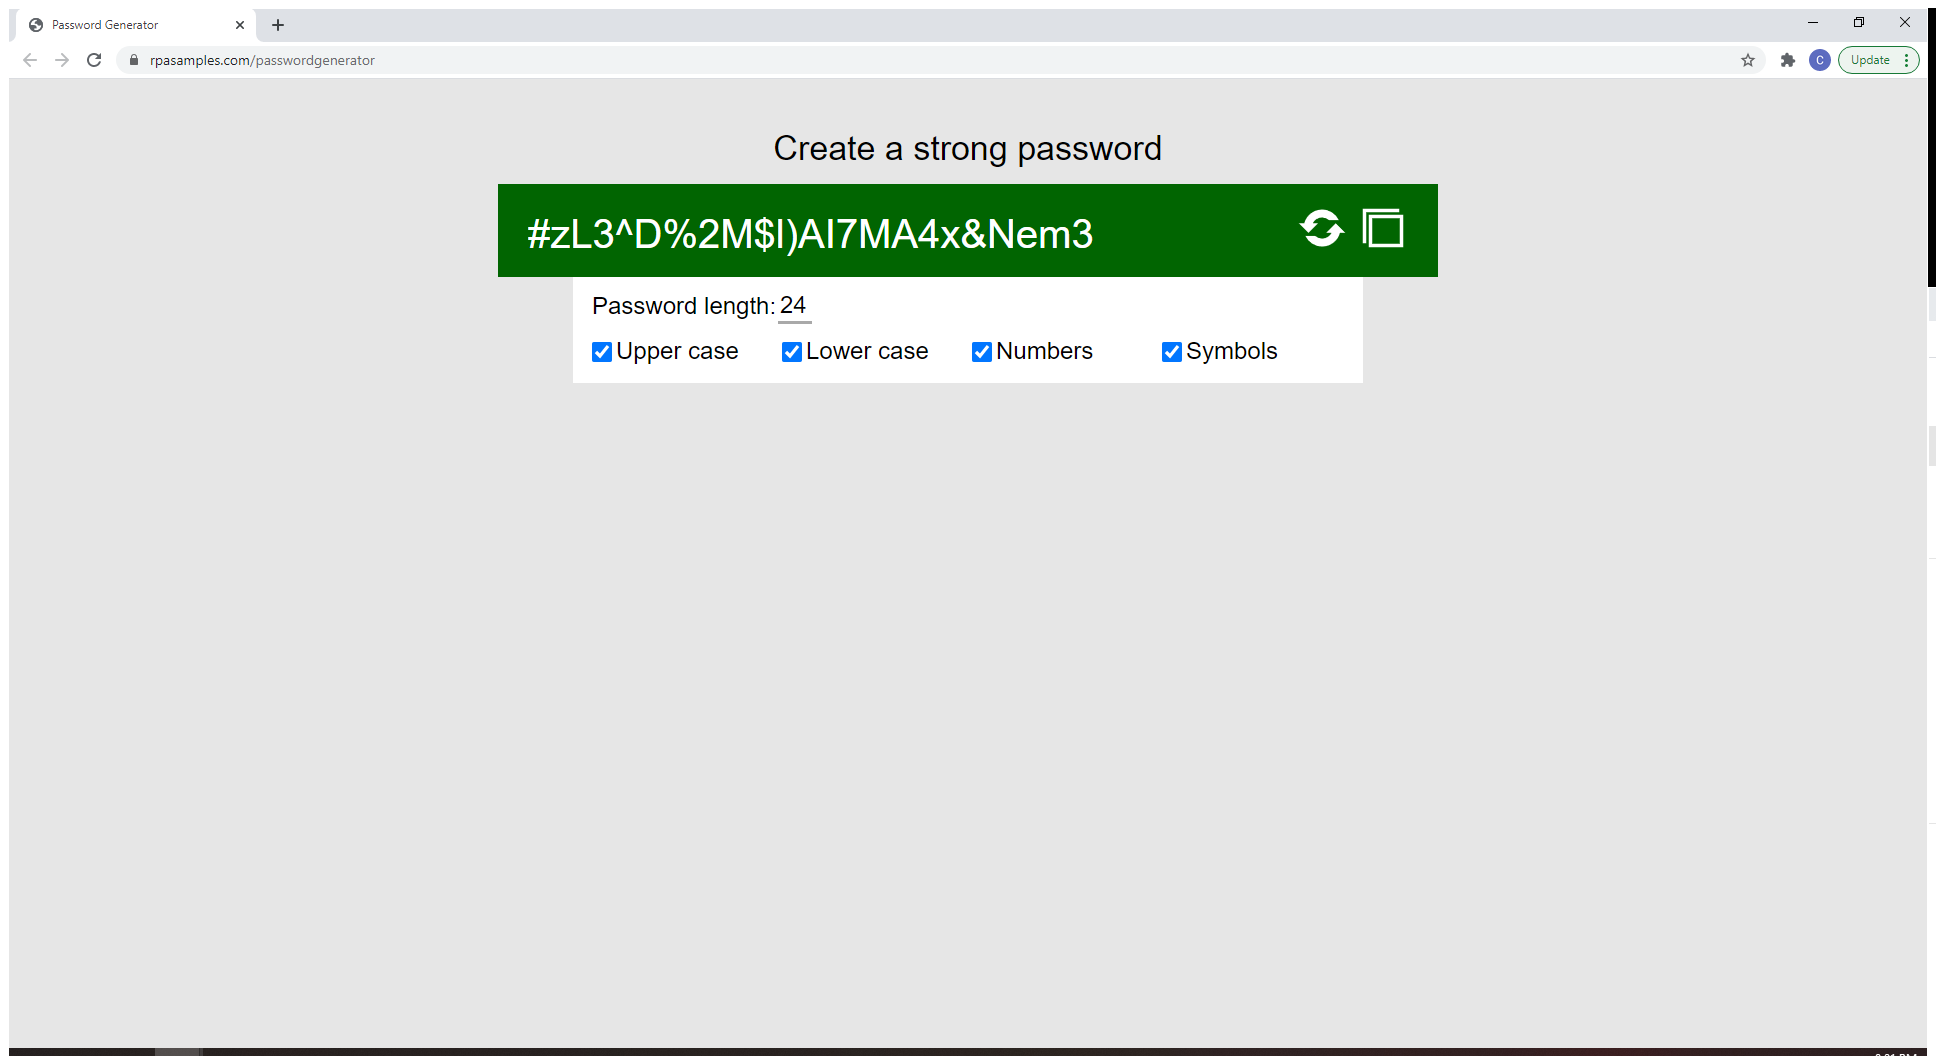 Password Generator
rpasamples.com/passwordgenerator
C
Update
Create a strong password
#zL3^D%2M$I)AI7MA4x&Nem3
Password length: 24
Upper case Lower case Numbers Symbols